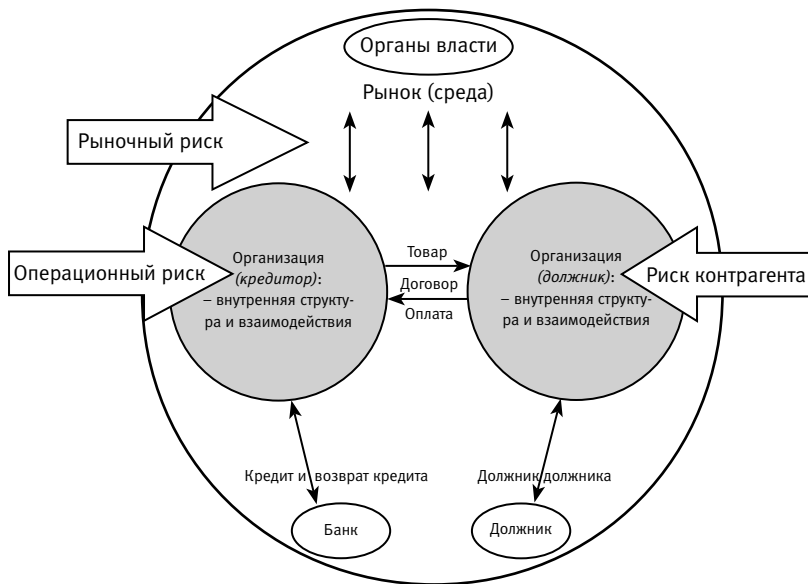 Органы власти
Рынок (среда)
Рыночный риск
Операционный риск
Организация
(кредитор):
– внутренняя структу-
ра и взаимодействия
Товар
Договор
Оплата
Организация
(должник):
– внутренняя структу-
ра и взаимодействия
Риск контрагента
Кредит и возврат кредита
Должник должника
Банк
Должник